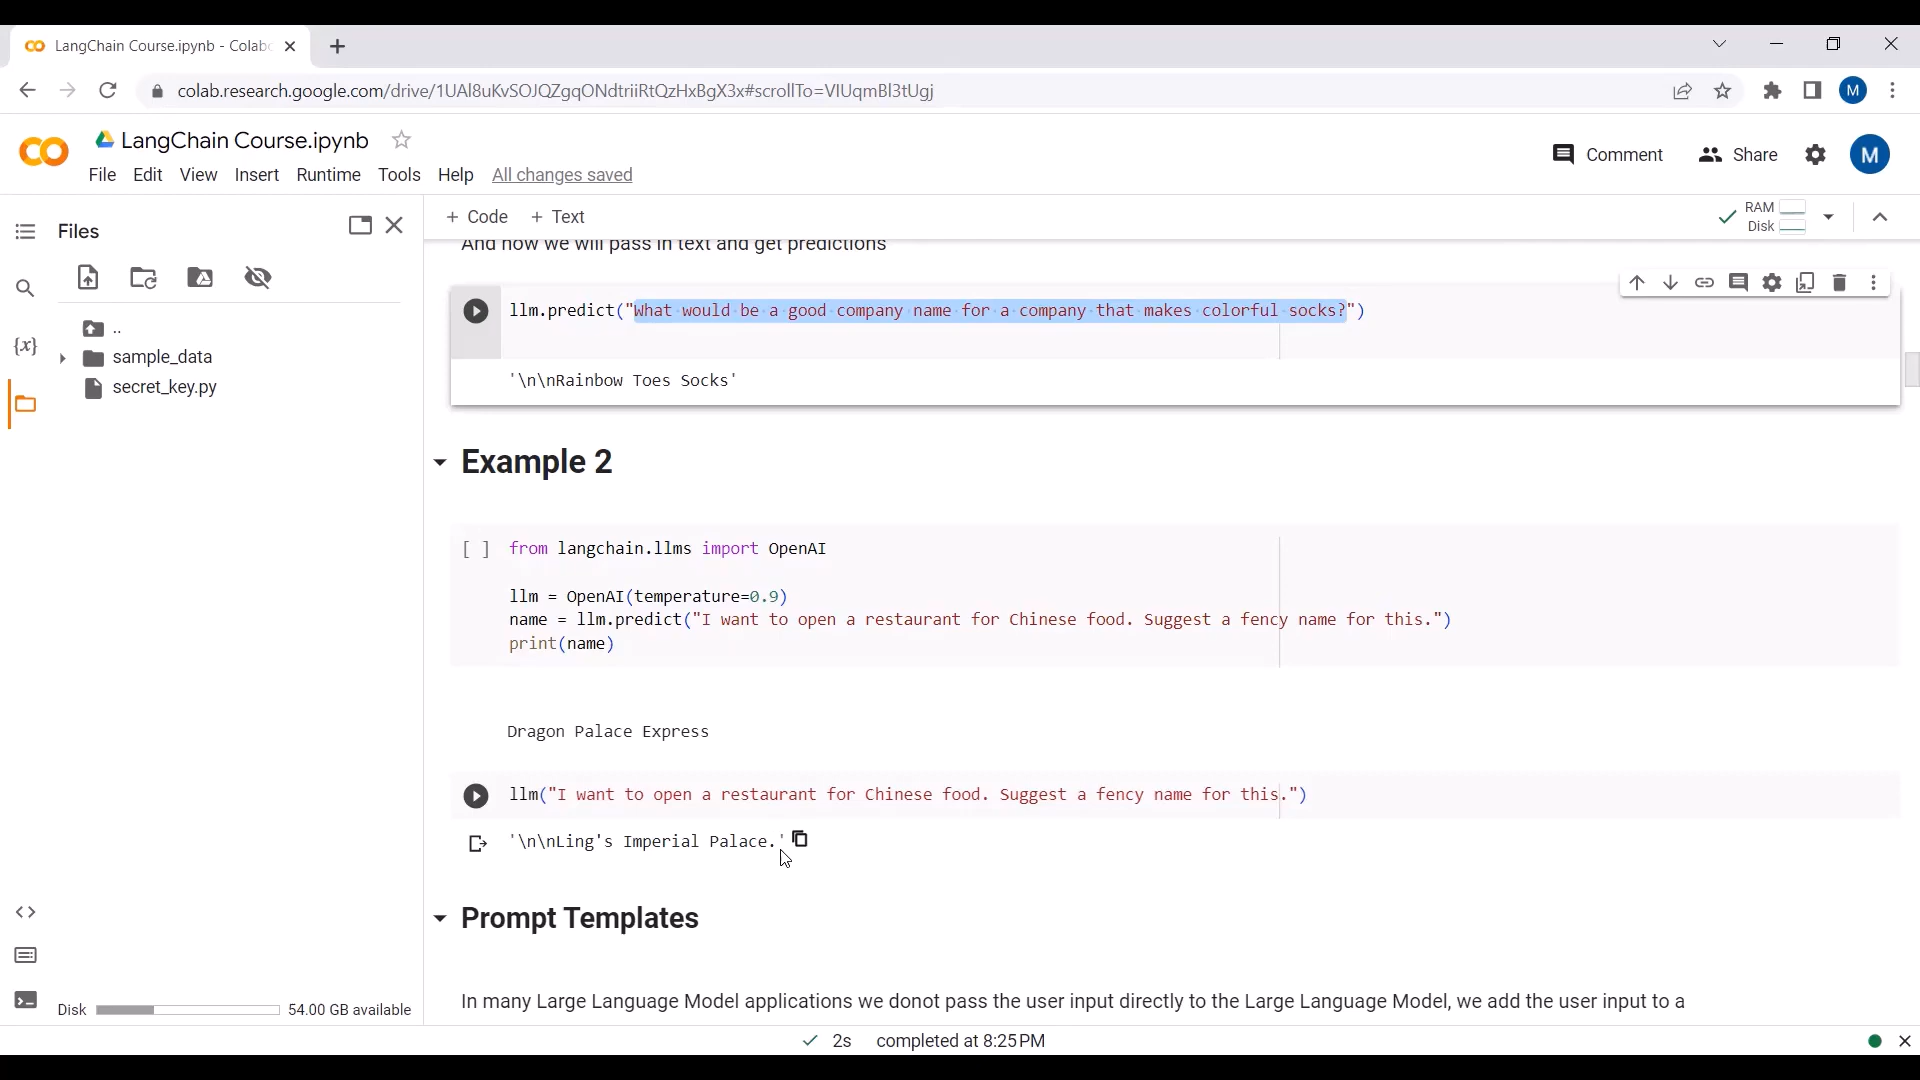 LangChain Course.ipynb - Colabo
colab.research.google.com/drive/1UAl8uKvSOJQZgqONdtriiRtQzHxBgX3x#scrollTo=VlUqmBl3tUgj
M
LangChain Course.ipynb
Comment
Share
M
File Edit View Insert Runtime Tools Help All changes saved
Files
+ Code + Text
RAM
Disk
..
sample_data
secret_key.py
{x}
And now we will pass in text and get predictions
llm.predict("What would be a good company name for a company that makes colorful socks?")
'\n\nRainbow Toes Socks'
Example 2
[ ] from langchain.llms import OpenAI
llm = OpenAI(temperature=0.9)
name = llm.predict("I want to open a restaurant for Chinese food. Suggest a fency name for this.")
print(name)
Dragon Palace Express
llm("I want to open a restaurant for Chinese food. Suggest a fency name for this.")
'\n\nLing's Imperial Palace.'
Prompt Templates
In many Large Language Model applications we donot pass the user input directly to the Large Language Model, we add the user input to a
Disk 54.00 GB available
2s completed at 8:25 PM